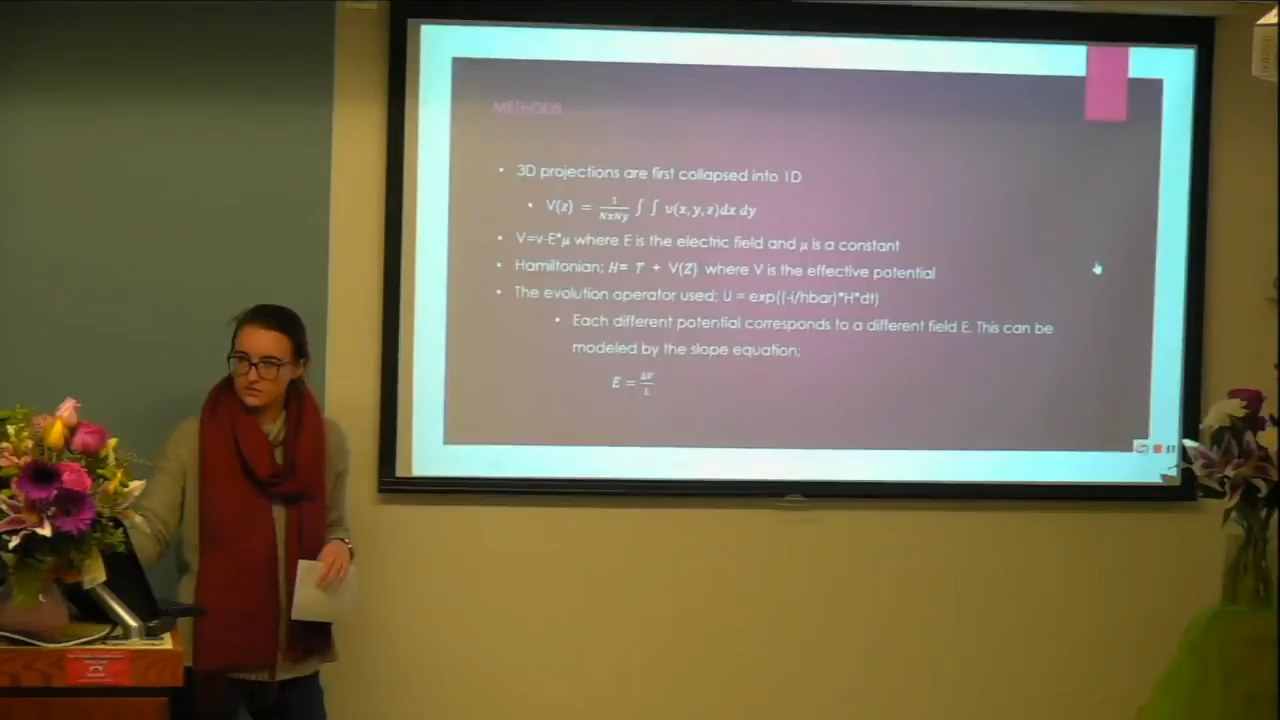 METHODS
• 3D projections are first collapsed into 1D
• V(z) = 1/NxNy ∫ ∫ v(x, y, z)dx dy
• V=v-E*μ where E is the electric field and μ is a constant
• Hamiltonian; H= T + V(Z) where V is the effective potential
• The evolution operator used; U = exp((-i/hbar)*H*dt)
• Each different potential corresponds to a different field E. This can be
modeled by the slope equation;
E = ΔV/L